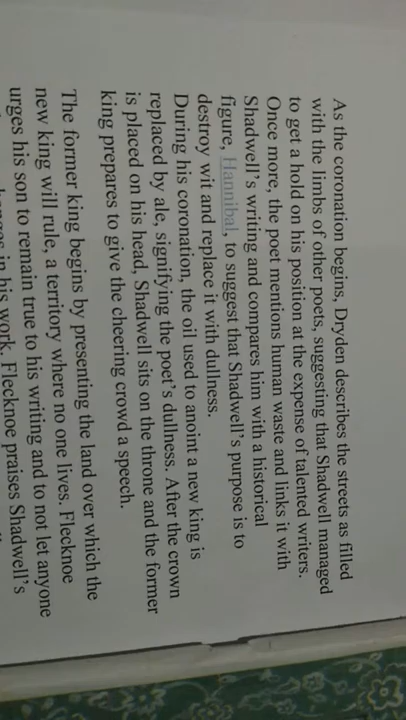 As the coronation begins, Dryden describes the streets as filled
with the limbs of other poets, suggesting that Shadwell managed
to get a hold on his position at the expense of talented writers.
Once more, the poet mentions human waste and links it with
Shadwell's writing and compares him with a historical
figure, Hannibal, to suggest that Shadwell's purpose is to
destroy wit and replace it with dullness.
During his coronation, the oil used to anoint a new king is
replaced by ale, signifying the poet's dullness. After the crown
is placed on his head, Shadwell sits on the throne and the former
king prepares to give the cheering crowd a speech.
The former king begins by presenting the land over which the
new king will rule, a territory where no one lives. Flecknoe
urges his son to remain true to his writing and to not let anyone
in his work. Flecknoe praises Shadwell's